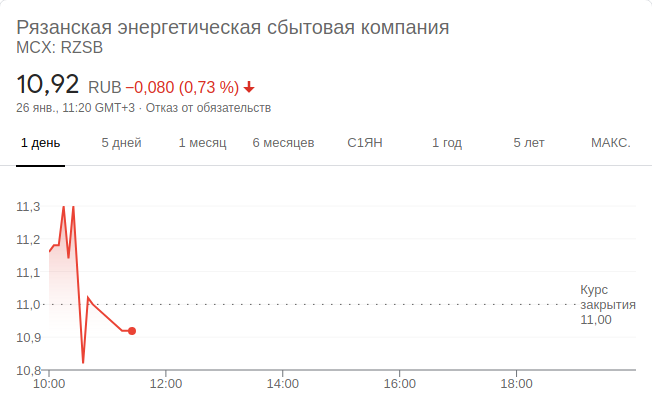 Рязанская энергетическая сбытовая компания
MCX: RZSB
10,92 RUB −0,080 (0,73 %)
26 янв., 11:20 GMT+3 · Отказ от обязательств
1 день 5 дней 1 месяц 6 месяцев С1ЯН 1 год 5 лет МАКС.
11,3
11,2
11,1
11,0
10,9
10,8
Курс
закрытия
11,00
10:00 12:00 14:00 16:00 18:00